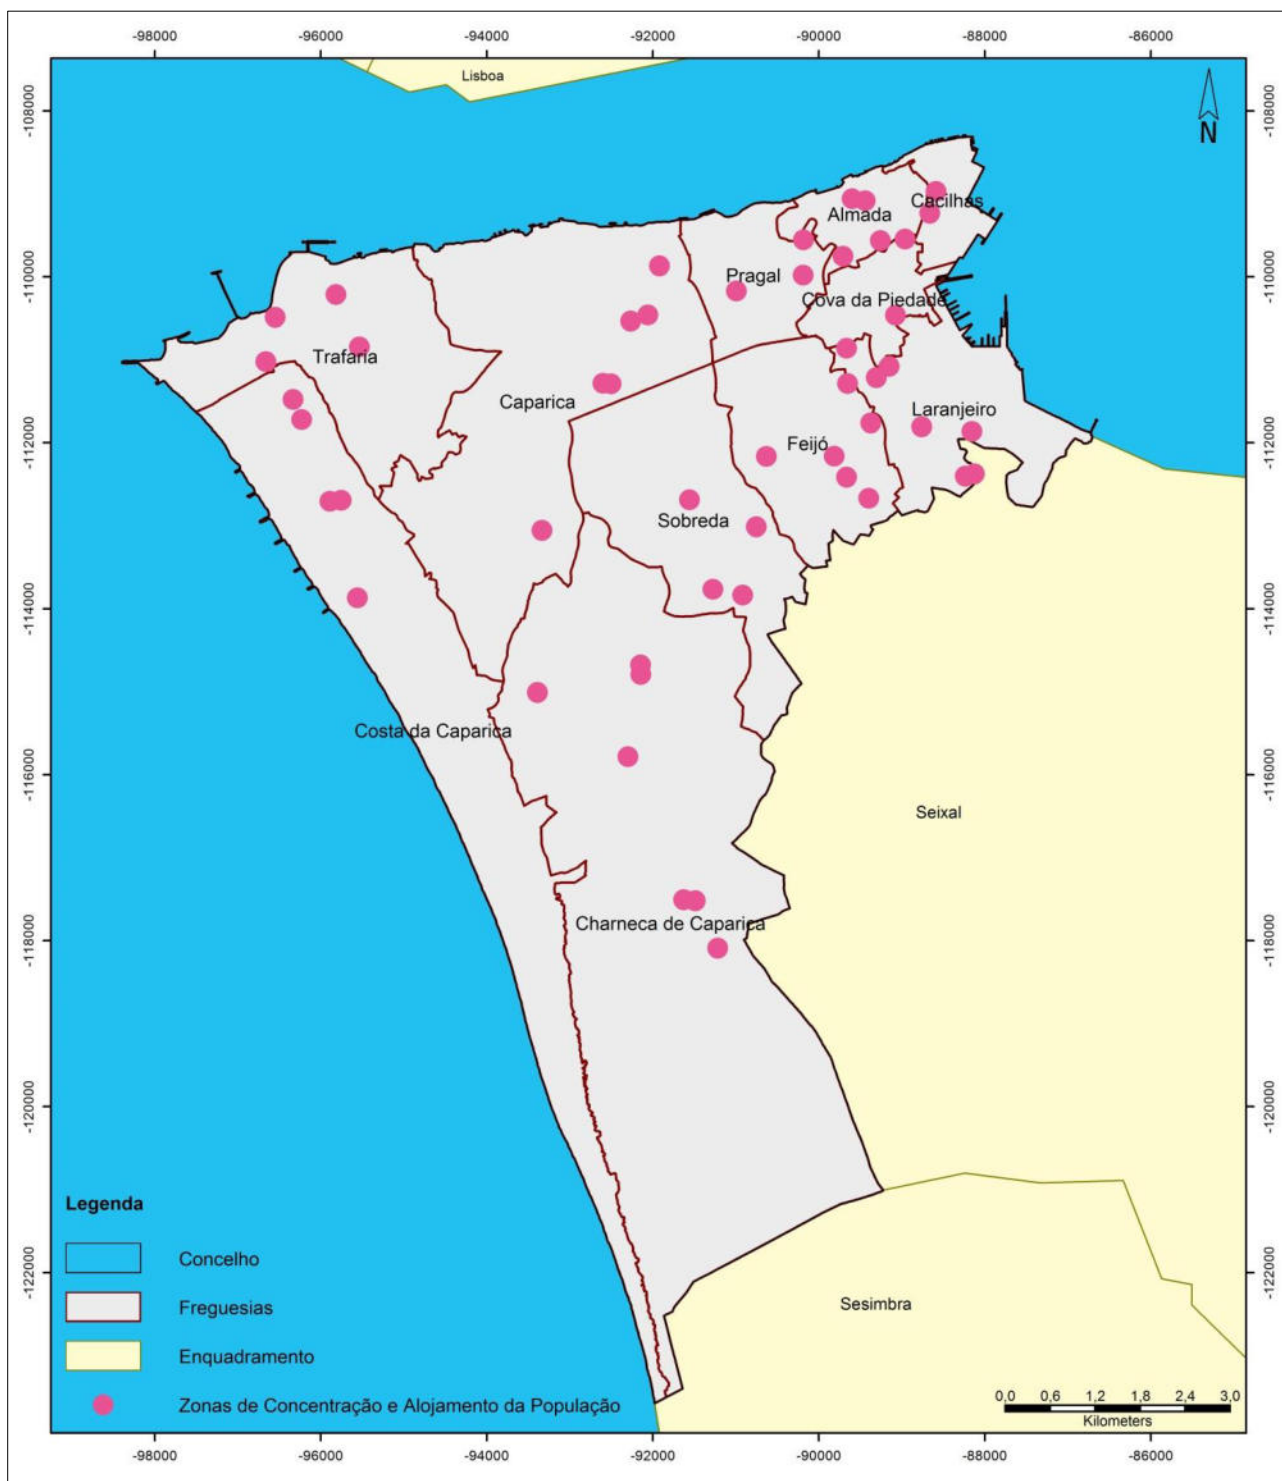 -98000 -96000 -94000 -92000 -90000 -88000 -86000
Lisboa
N
-108000 -108000
Almada
Cacilhas
-110000 -110000
Pragal
Cova da Piedade
Trafaria
Caparica
Laranjeiro
-112000 -112000
Feijó
Sobreda
-114000 -114000
Costa da Caparica
-116000 -116000
Seixal
Charneca de Caparica
-118000 -118000
-120000 -120000
Legenda
Concelho
-122000 -122000
Freguesias
Sesimbra
Enquadramento
Zonas de Concentração e Alojamento da População
0,0 0,6 1,2 1,8 2,4 3,0
Kilometers
-98000 -96000 -94000 -92000 -90000 -88000 -86000